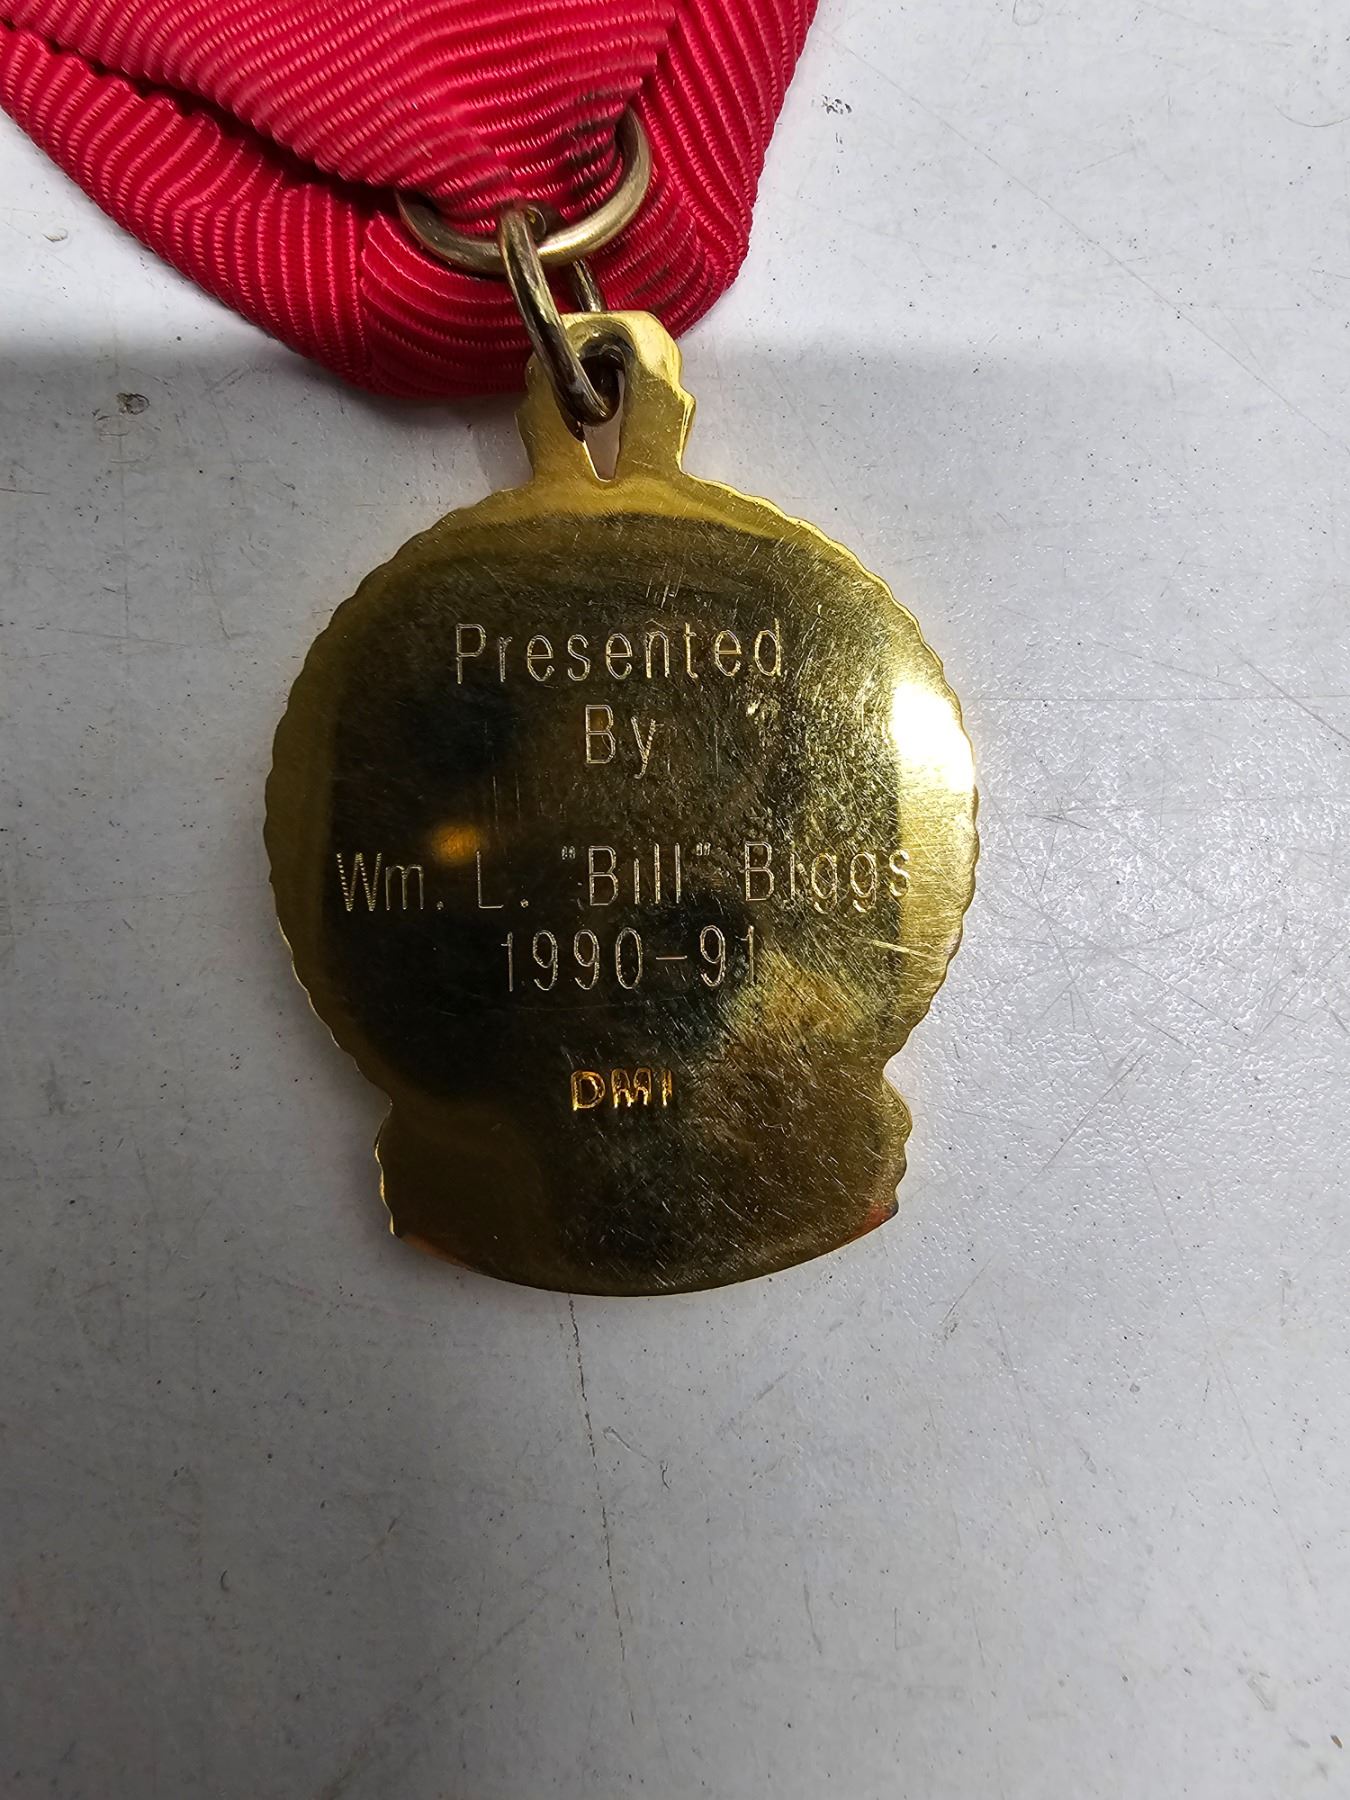 Presented
By
Wm. L. "Bill" Biggs
1990-91
DMI